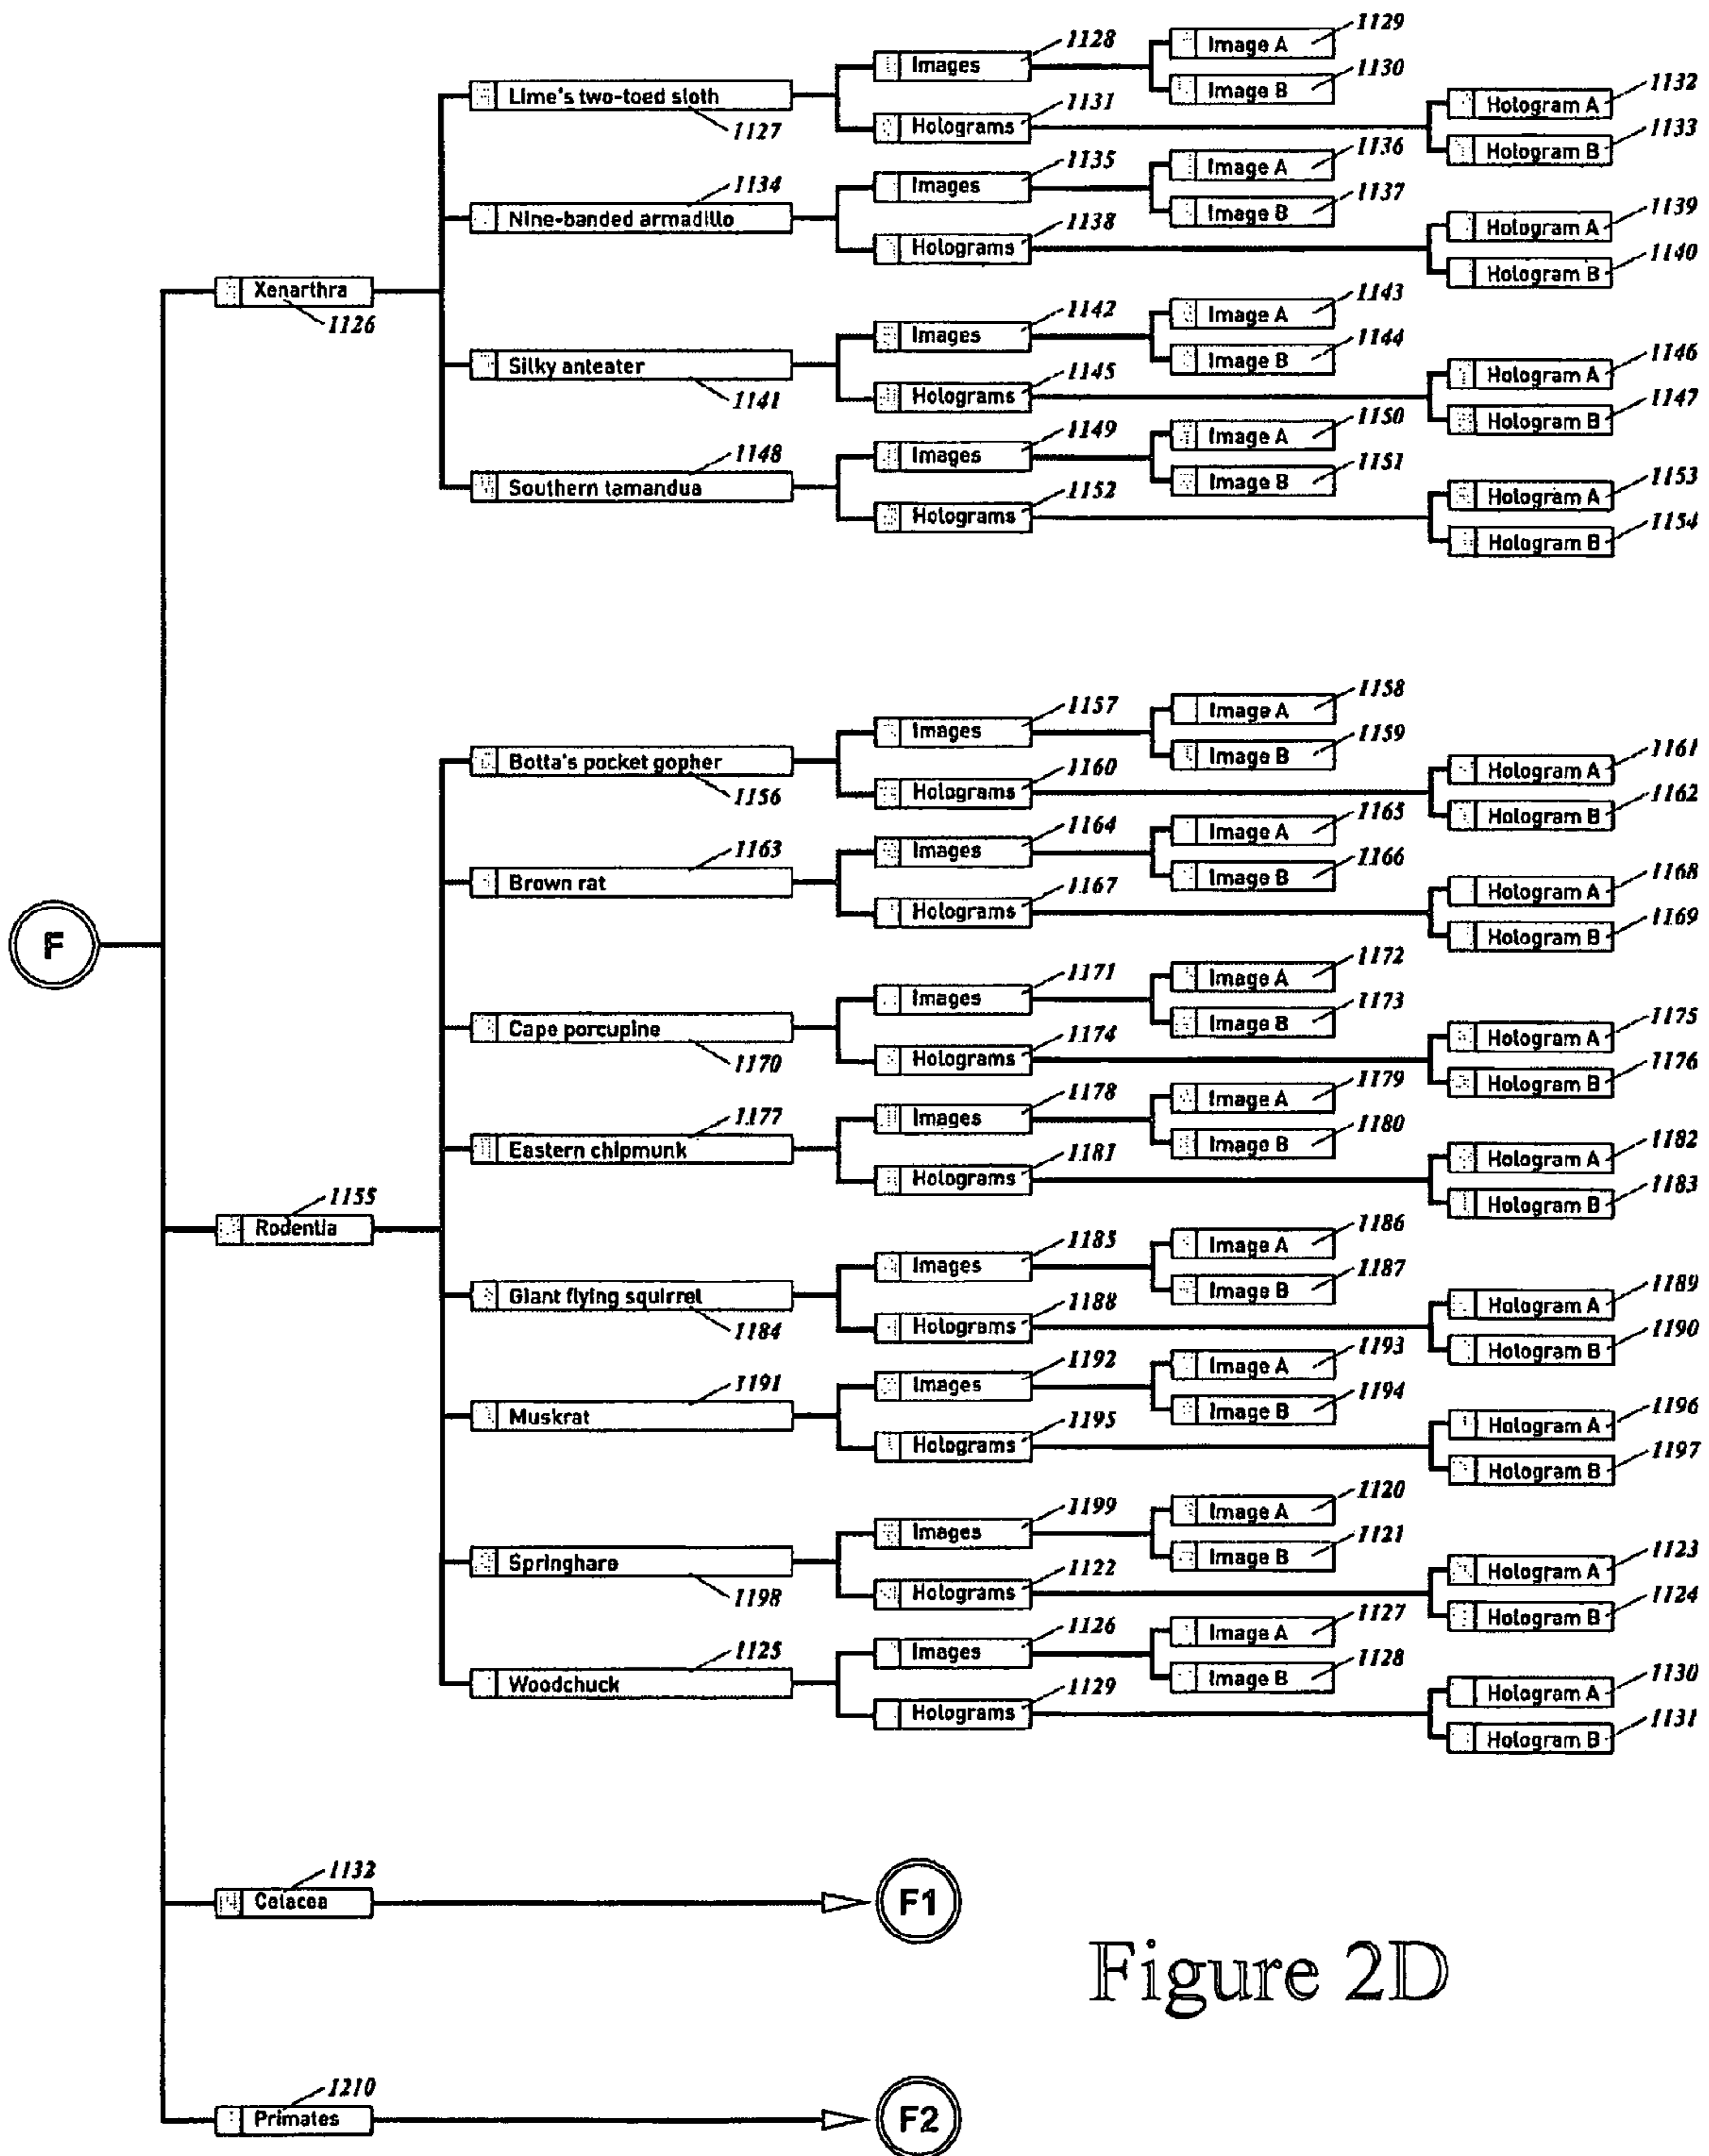 F
Xenarthra
1126
Lime's two-toed sloth
1127
Images
1128
Image A
1129
Image B
1130
Holograms
1131
Hologram A
1132
Hologram B
1133
Nine-banded armadillo
1134
Images
1135
Image A
1136
Image B
1137
Holograms
1138
Hologram A
1139
Hologram B
1140
Silky anteater
1141
Images
1142
Image A
1143
Image B
1144
Holograms
1145
Hologram A
1146
Hologram B
1147
Southern tamandua
1148
Images
1149
Image A
1150
Image B
1151
Holograms
1152
Hologram A
1153
Hologram B
1154
Rodentia
1155
Botta's pocket gopher
1156
Images
1157
Image A
1158
Image B
1159
Holograms
1160
Hologram A
1161
Hologram B
1162
Brown rat
1163
Images
1164
Image A
1165
Image B
1166
Holograms
1167
Hologram A
1168
Hologram B
1169
Cape porcupine
1170
Images
1171
Image A
1172
Image B
1173
Holograms
1174
Hologram A
1175
Hologram B
1176
Eastern chipmunk
1177
Images
1178
Image A
1179
Image B
1180
Holograms
1181
Hologram A
1182
Hologram B
1183
Giant flying squirrel
1184
Images
1185
Image A
1186
Image B
1187
Holograms
1188
Hologram A
1189
Hologram B
1190
Muskrat
1191
Images
1192
Image A
1193
Image B
1194
Holograms
1195
Hologram A
1196
Hologram B
1197
Springhare
1198
Images
1199
Image A
1120
Image B
1121
Holograms
1122
Hologram A
1123
Hologram B
1124
Woodchuck
1125
Images
1126
Image A
1127
Image B
1128
Holograms
1129
Hologram A
1130
Hologram B
1131
Cetacea
1132
F1
Primates
1210
F2
Figure 2D